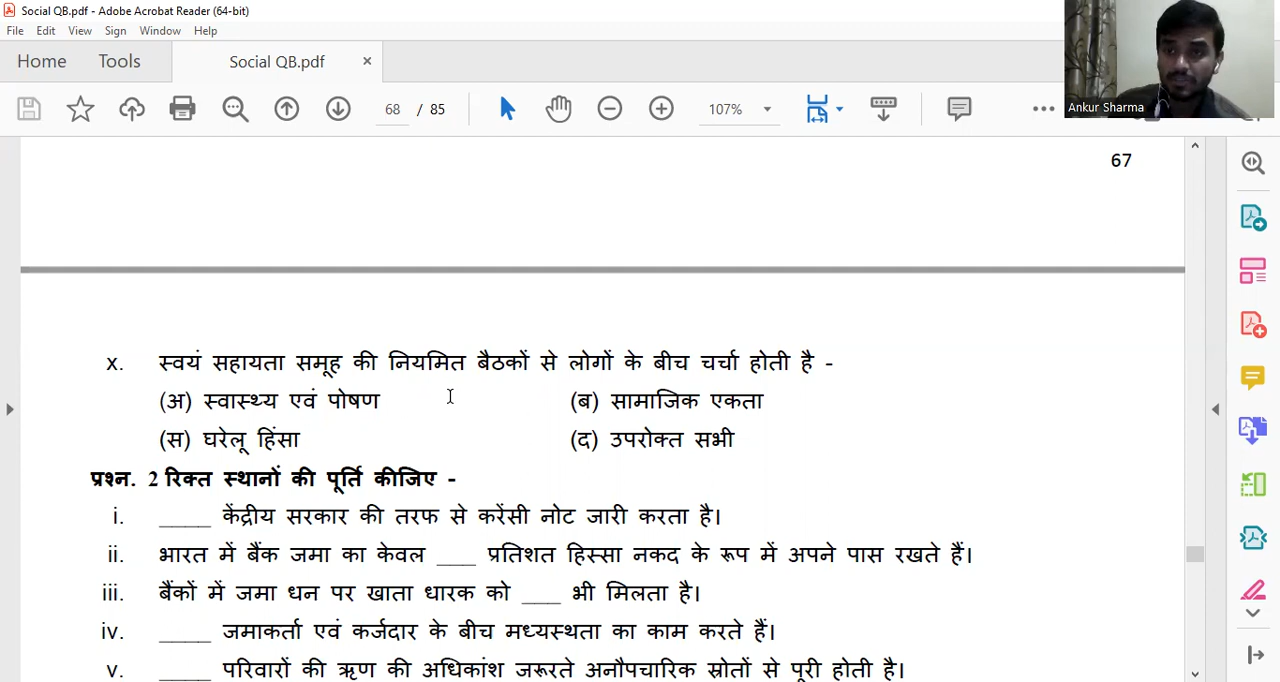 Social QB.pdf - Adobe Acrobat Reader (64-bit)
File Edit View Sign Window Help
Home Tools Social QB.pdf ×
68 / 85 107%
Ankur Sharma
67
x. स्वयं सहायता समूह की नियमित बैठकों से लोगों के बीच चर्चा होती है -
(अ) स्वास्थ्य एवं पोषण (ब) सामाजिक एकता
(स) घरेलू हिंसा (द) उपरोक्त सभी
प्रश्न. 2 रिक्त स्थानों की पूर्ति कीजिए -
i. ____ केंद्रीय सरकार की तरफ से करेंसी नोट जारी करता है।
ii. भारत में बैंक जमा का केवल ___ प्रतिशत हिस्सा नकद के रूप में अपने पास रखते हैं।
iii. बैंकों में जमा धन पर खाता धारक को ___ भी मिलता है।
iv. ____ जमाकर्ता एवं कर्जदार के बीच मध्यस्थता का काम करते हैं।
v. ____ परिवारों की ऋण की अधिकांश जरूरते अनौपचारिक स्रोतों से पूरी होती है।